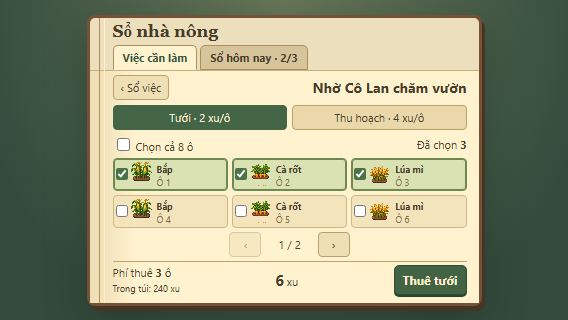 Sổ nhà nông
Việc cần làm
Sổ hôm nay · 2/3
‹ Sổ việc
Nhờ Cô Lan chăm vườn
Tưới · 2 xu/ô
Thu hoạch · 4 xu/ô
Chọn cả 8 ô
Đã chọn 3
Bắp
Ô 1
Cà rốt
Ô 2
Lúa mì
Ô 3
Bắp
Ô 4
Cà rốt
Ô 5
Lúa mì
Ô 6
‹
1 / 2
›
Phí thuê 3 ô
Trong túi: 240 xu
6 xu
Thuê tưới